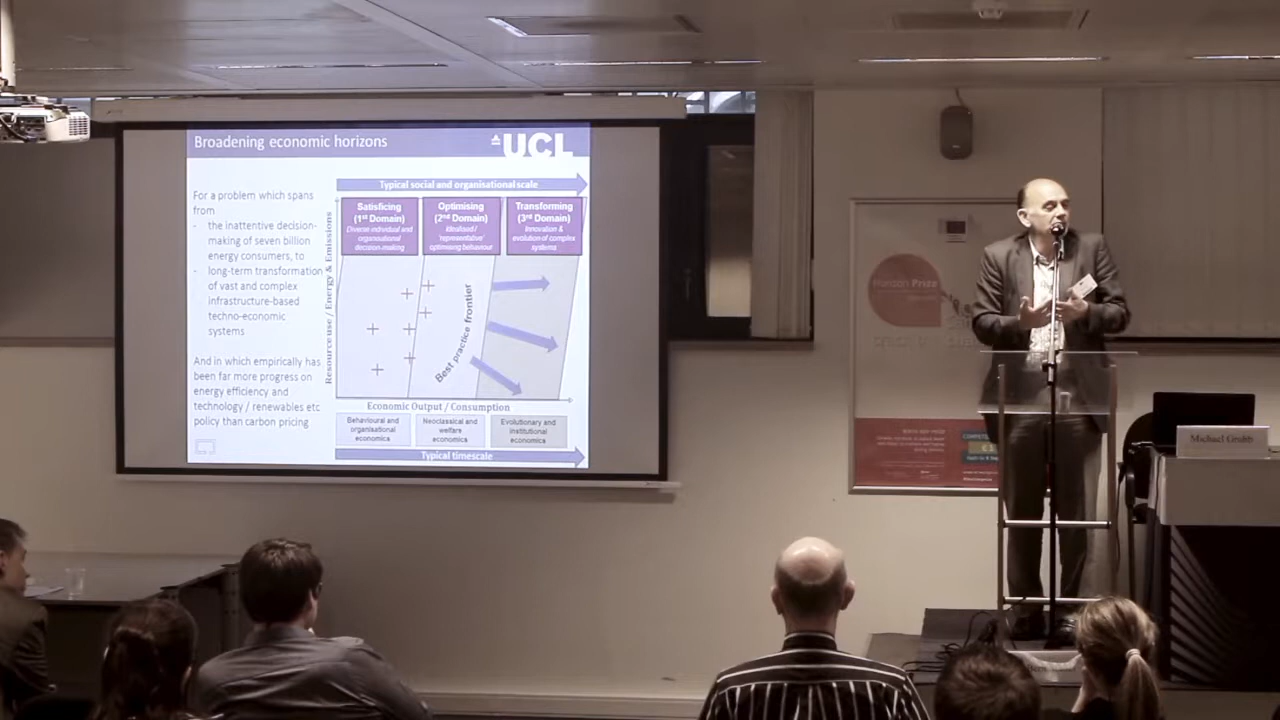 Broadening economic horizons
UCL
For a problem which spans
from
- the inattentive decision-
making of seven billion
energy consumers, to
- long-term transformation
of vast and complex
infrastructure-based
techno-economic
systems
And in which empirically has
been far more progress on
energy efficiency and
technology / renewables etc
policy than carbon pricing
Typical social and organisational scale
Satisficing
(1st Domain)
Diverse individual and
organisational
decision-making
Optimising
(2nd Domain)
Idealised /
'representative'
optimising behaviour
Transforming
(3rd Domain)
Innovation &
evolution of complex
systems
Resource use / Energy & Emissions
Best practice frontier
Economic Output / Consumption
Behavioural and
organisational
economics
Neoclassical and
welfare
economics
Evolutionary and
institutional
economics
Typical timescale
Horizon Prize
Michael Grubb